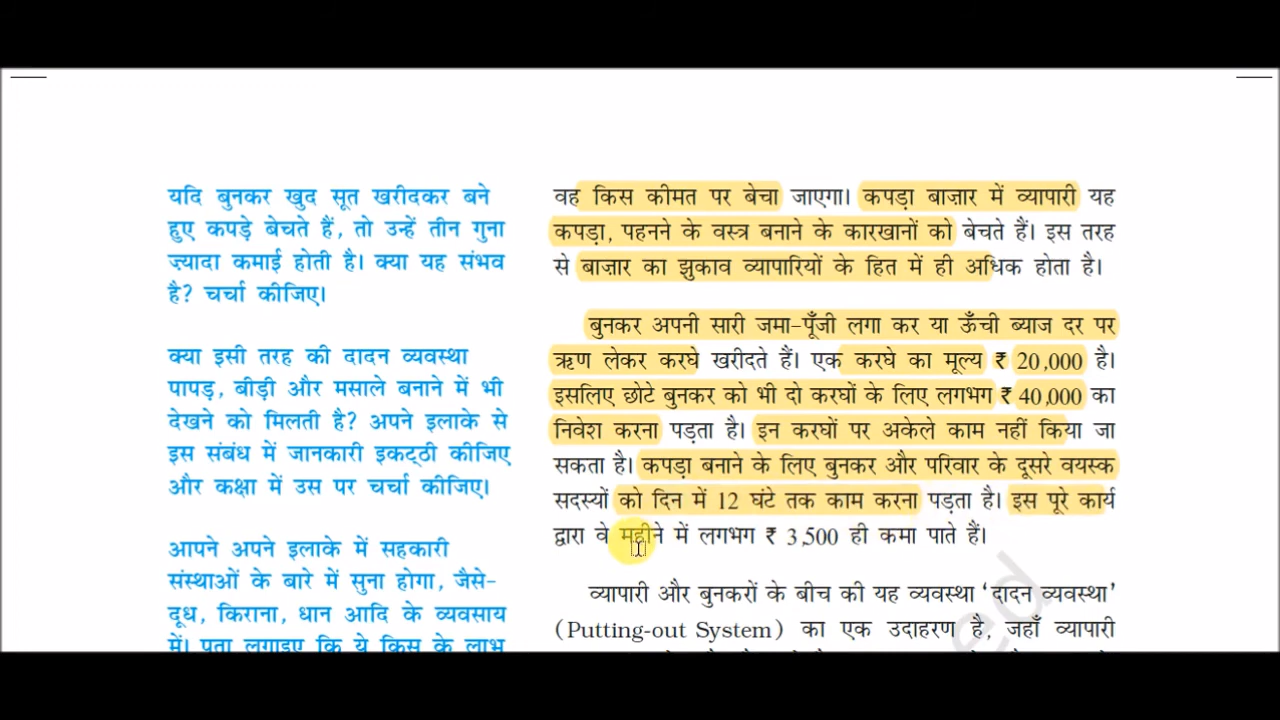 यदि बुनकर खुद सूत खरीदकर बने
हुए कपड़े बेचते हैं, तो उन्हें तीन गुना
ज़्यादा कमाई होती है। क्या यह संभव
है? चर्चा कीजिए।
क्या इसी तरह की दादन व्यवस्था
पापड़, बीड़ी और मसाले बनाने में भी
देखने को मिलती है? अपने इलाके से
इस संबंध में जानकारी इकट्ठी कीजिए
और कक्षा में उस पर चर्चा कीजिए।
आपने अपने इलाके में सहकारी
संस्थाओं के बारे में सुना होगा, जैसे-
दूध, किराना, धान आदि के व्यवसाय
में। पता लगाइए कि ये किस के लाभ
वह किस कीमत पर बेचा जाएगा। कपड़ा बाज़ार में व्यापारी यह
कपड़ा, पहनने के वस्त्र बनाने के कारखानों को बेचते हैं। इस तरह
से बाज़ार का झुकाव व्यापारियों के हित में ही अधिक होता है।
बुनकर अपनी सारी जमा-पूँजी लगा कर या ऊँची ब्याज दर पर
ऋण लेकर करघे खरीदते हैं। एक करघे का मूल्य ₹ 20,000 है।
इसलिए छोटे बुनकर को भी दो करघों के लिए लगभग ₹ 40,000 का
निवेश करना पड़ता है। इन करघों पर अकेले काम नहीं किया जा
सकता है। कपड़ा बनाने के लिए बुनकर और परिवार के दूसरे वयस्क
सदस्यों को दिन में 12 घंटे तक काम करना पड़ता है। इस पूरे कार्य
द्वारा वे महीने में लगभग ₹ 3,500 ही कमा पाते हैं।
व्यापारी और बुनकरों के बीच की यह व्यवस्था ‘दादन व्यवस्था’
(Putting-out System) का एक उदाहरण है, जहाँ व्यापारी